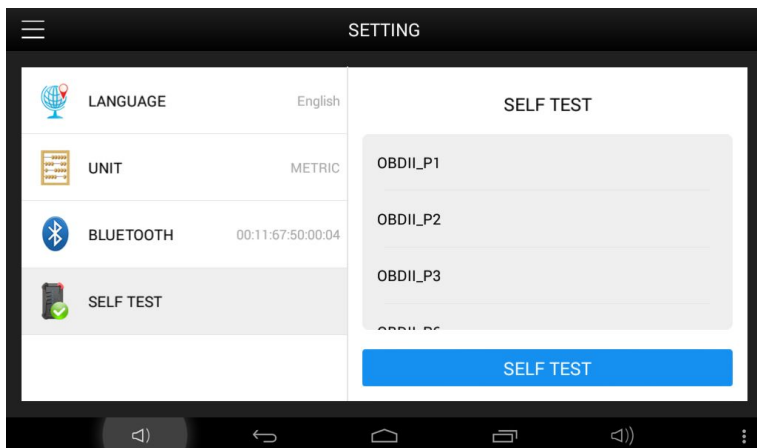 SETTING
LANGUAGE English
UNIT METRIC
BLUETOOTH 00:11:67:50:00:04
SELF TEST
SELF TEST
OBDII_P1
OBDII_P2
OBDII_P3
SELF TEST